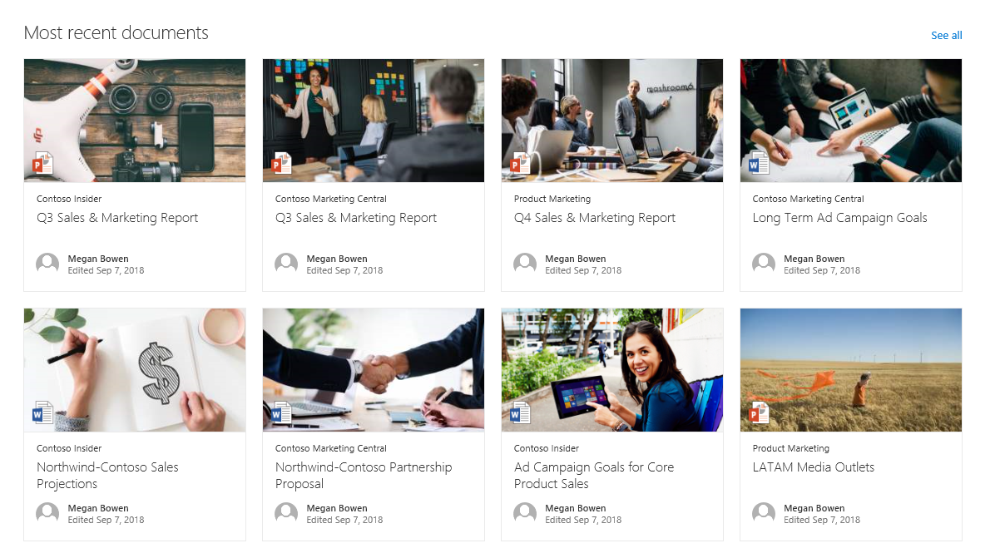 Most recent documents
See all
dji
mashrooms
P
P
P
W
Contoso Insider
Q3 Sales & Marketing Report
Megan Bowen
Edited Sep 7, 2018
Contoso Marketing Central
Q3 Sales & Marketing Report
Megan Bowen
Edited Sep 7, 2018
Product Marketing
Q4 Sales & Marketing Report
Megan Bowen
Edited Sep 7, 2018
Contoso Marketing Central
Long Term Ad Campaign Goals
Megan Bowen
Edited Sep 7, 2018
$
W
W
W
P
Contoso Insider
Northwind-Contoso Sales
Projections
Megan Bowen
Edited Sep 7, 2018
Contoso Marketing Central
Northwind-Contoso Partnership
Proposal
Megan Bowen
Edited Sep 7, 2018
Contoso Insider
Ad Campaign Goals for Core
Product Sales
Megan Bowen
Edited Sep 7, 2018
Product Marketing
LATAM Media Outlets
Megan Bowen
Edited Sep 7, 2018